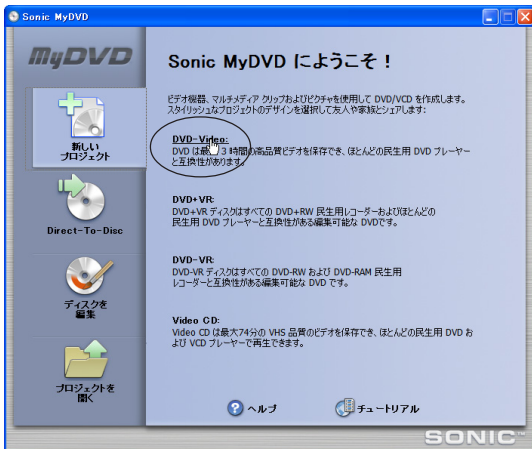 Sonic MyDVD
MyDVD
Sonic MyDVD にようこそ！
ビデオ機器、マルチメディア クリップおよびピクチャを使用して DVD/VCD を作成します。
スタイリッシュなプロジェクトのデザインを選択して友人や家族とシェアします:
新しい
プロジェクト
DVD-Video:
DVD は最 3 時間の高品質ビデオを保存でき、ほとんどの民生用 DVD プレーヤー
と互換性があります。
Direct-To-Disc
DVD+VR:
DVD+VR ディスクはすべての DVD+RW 民生用レコーダーおよびほとんどの
民生用 DVD プレーヤーと互換性がある編集可能な DVDです。
ディスクを
編集
DVD-VR:
DVD-VR ディスクはすべての DVD-RW および DVD-RAM 民生用
レコーダーと互換性がある編集可能な DVD です。
Video CD:
Video CD は最大74分の VHS 品質のビデオを保存でき、ほとんどの民生用 DVD お
よび VCD プレーヤーで再生できます。
プロジェクトを
開く
ヘルプ
チュートリアル
SONIC™